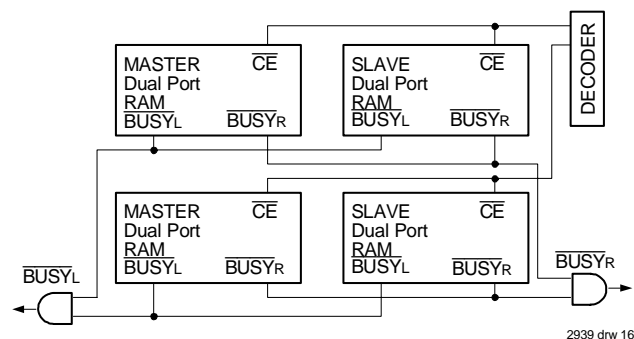 MASTER CE
Dual Port
RAM
BUSYL BUSYR
SLAVE CE
Dual Port
RAM
BUSYL BUSYR
DECODER
MASTER CE
Dual Port
RAM
BUSYL BUSYR
SLAVE CE
Dual Port
RAM
BUSYL BUSYR
BUSYL
BUSYR
2939 drw 16